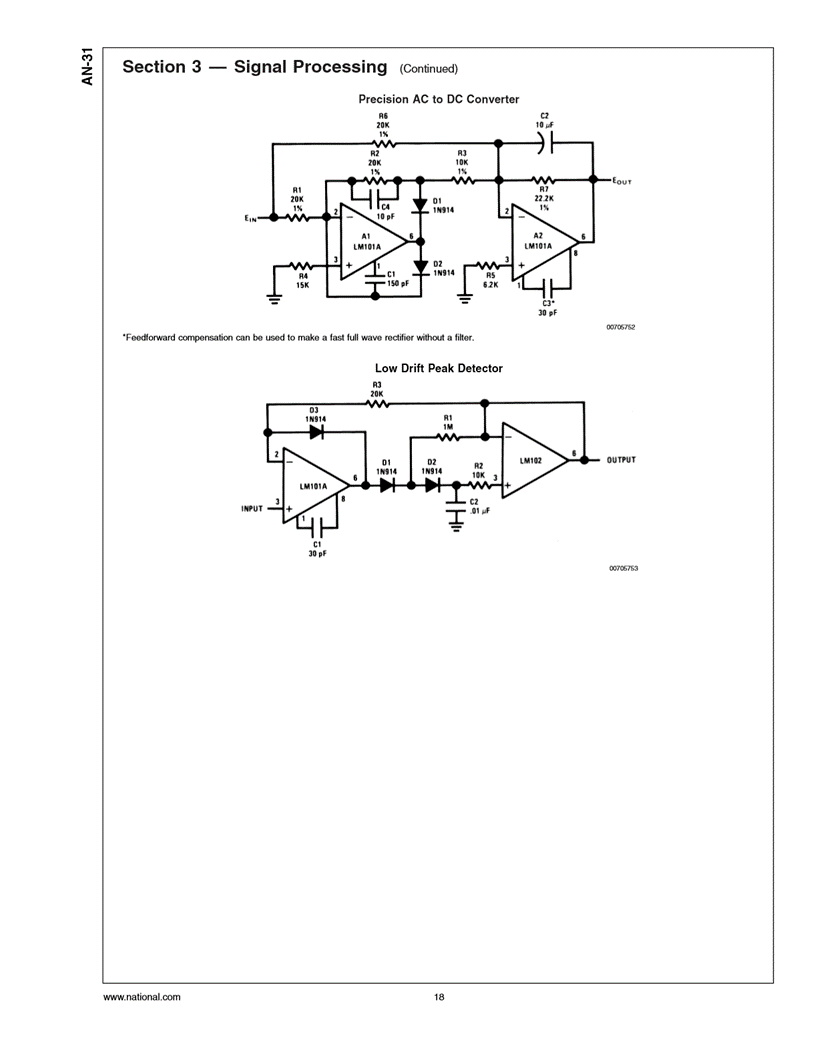 AN-31
Section 3 — Signal Processing (Continued)
Precision AC to DC Converter
R6
20K
1%
C2
10 µF
R2
20K
1%
R3
10K
1%
R1
20K
1%
D1
1N914
R7
22.2K
1%
EOUT
C4
10 pF
EIN
2
−
A1
LM101A
6
3
+
1
R4
15K
C1
150 pF
D2
1N914
2
−
A2
LM101A
6
3
+
8
1
R5
6.2K
C3*
30 pF
00705752
*Feedforward compensation can be used to make a fast full wave rectifier without a filter.
Low Drift Peak Detector
R3
20K
D3
1N914
R1
1M
2
−
LM101A
6
8
INPUT
3
+
1
C1
30 pF
D1
1N914
D2
1N914
R2
10K
3
−
LM102
+
6
OUTPUT
C2
.01 µF
00705753
www.national.com
18